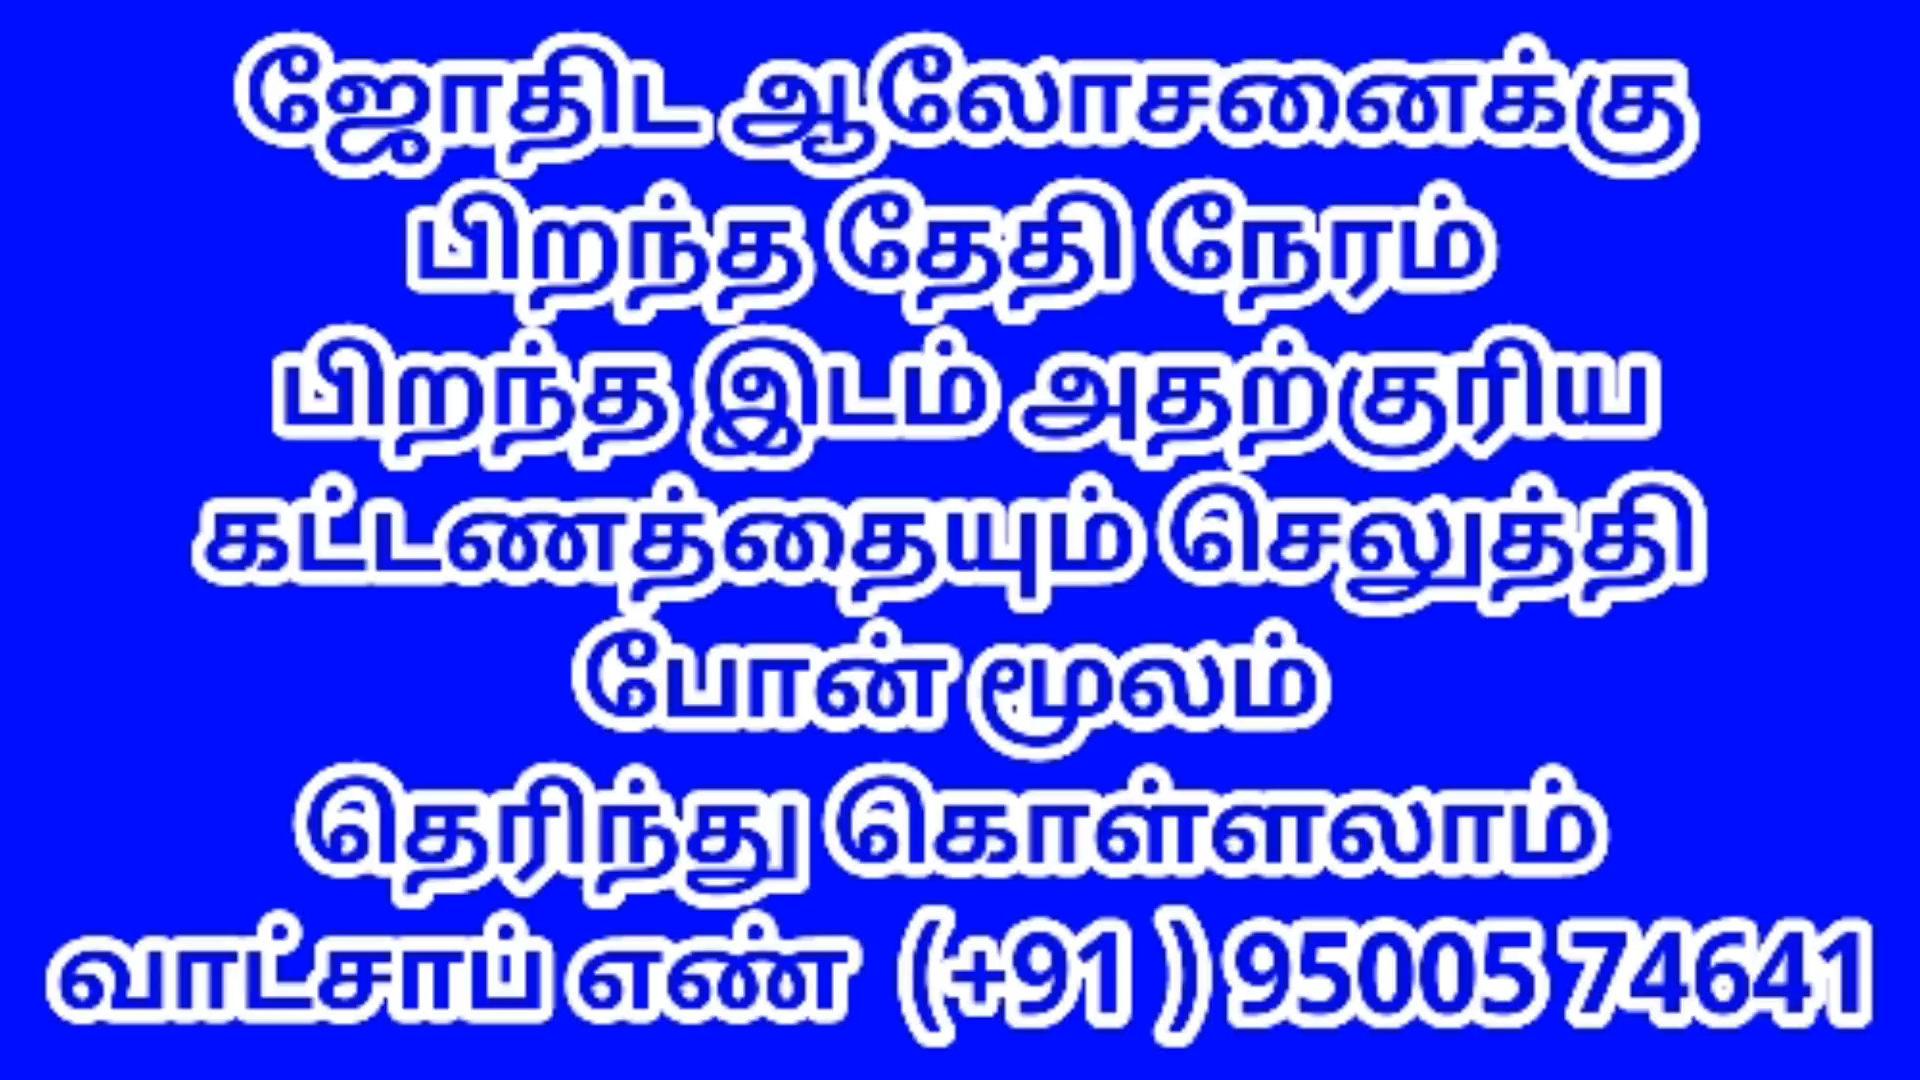 ஜோதிட ஆலோசனைக்கு
பிறந்த தேதி நேரம்
பிறந்த இடம் அதற்குரிய
கட்டணத்தையும் செலுத்தி
போன் மூலம்
தெரிந்து கொள்ளலாம்
வாட்சாப் எண் (+91 ) 95005 74641